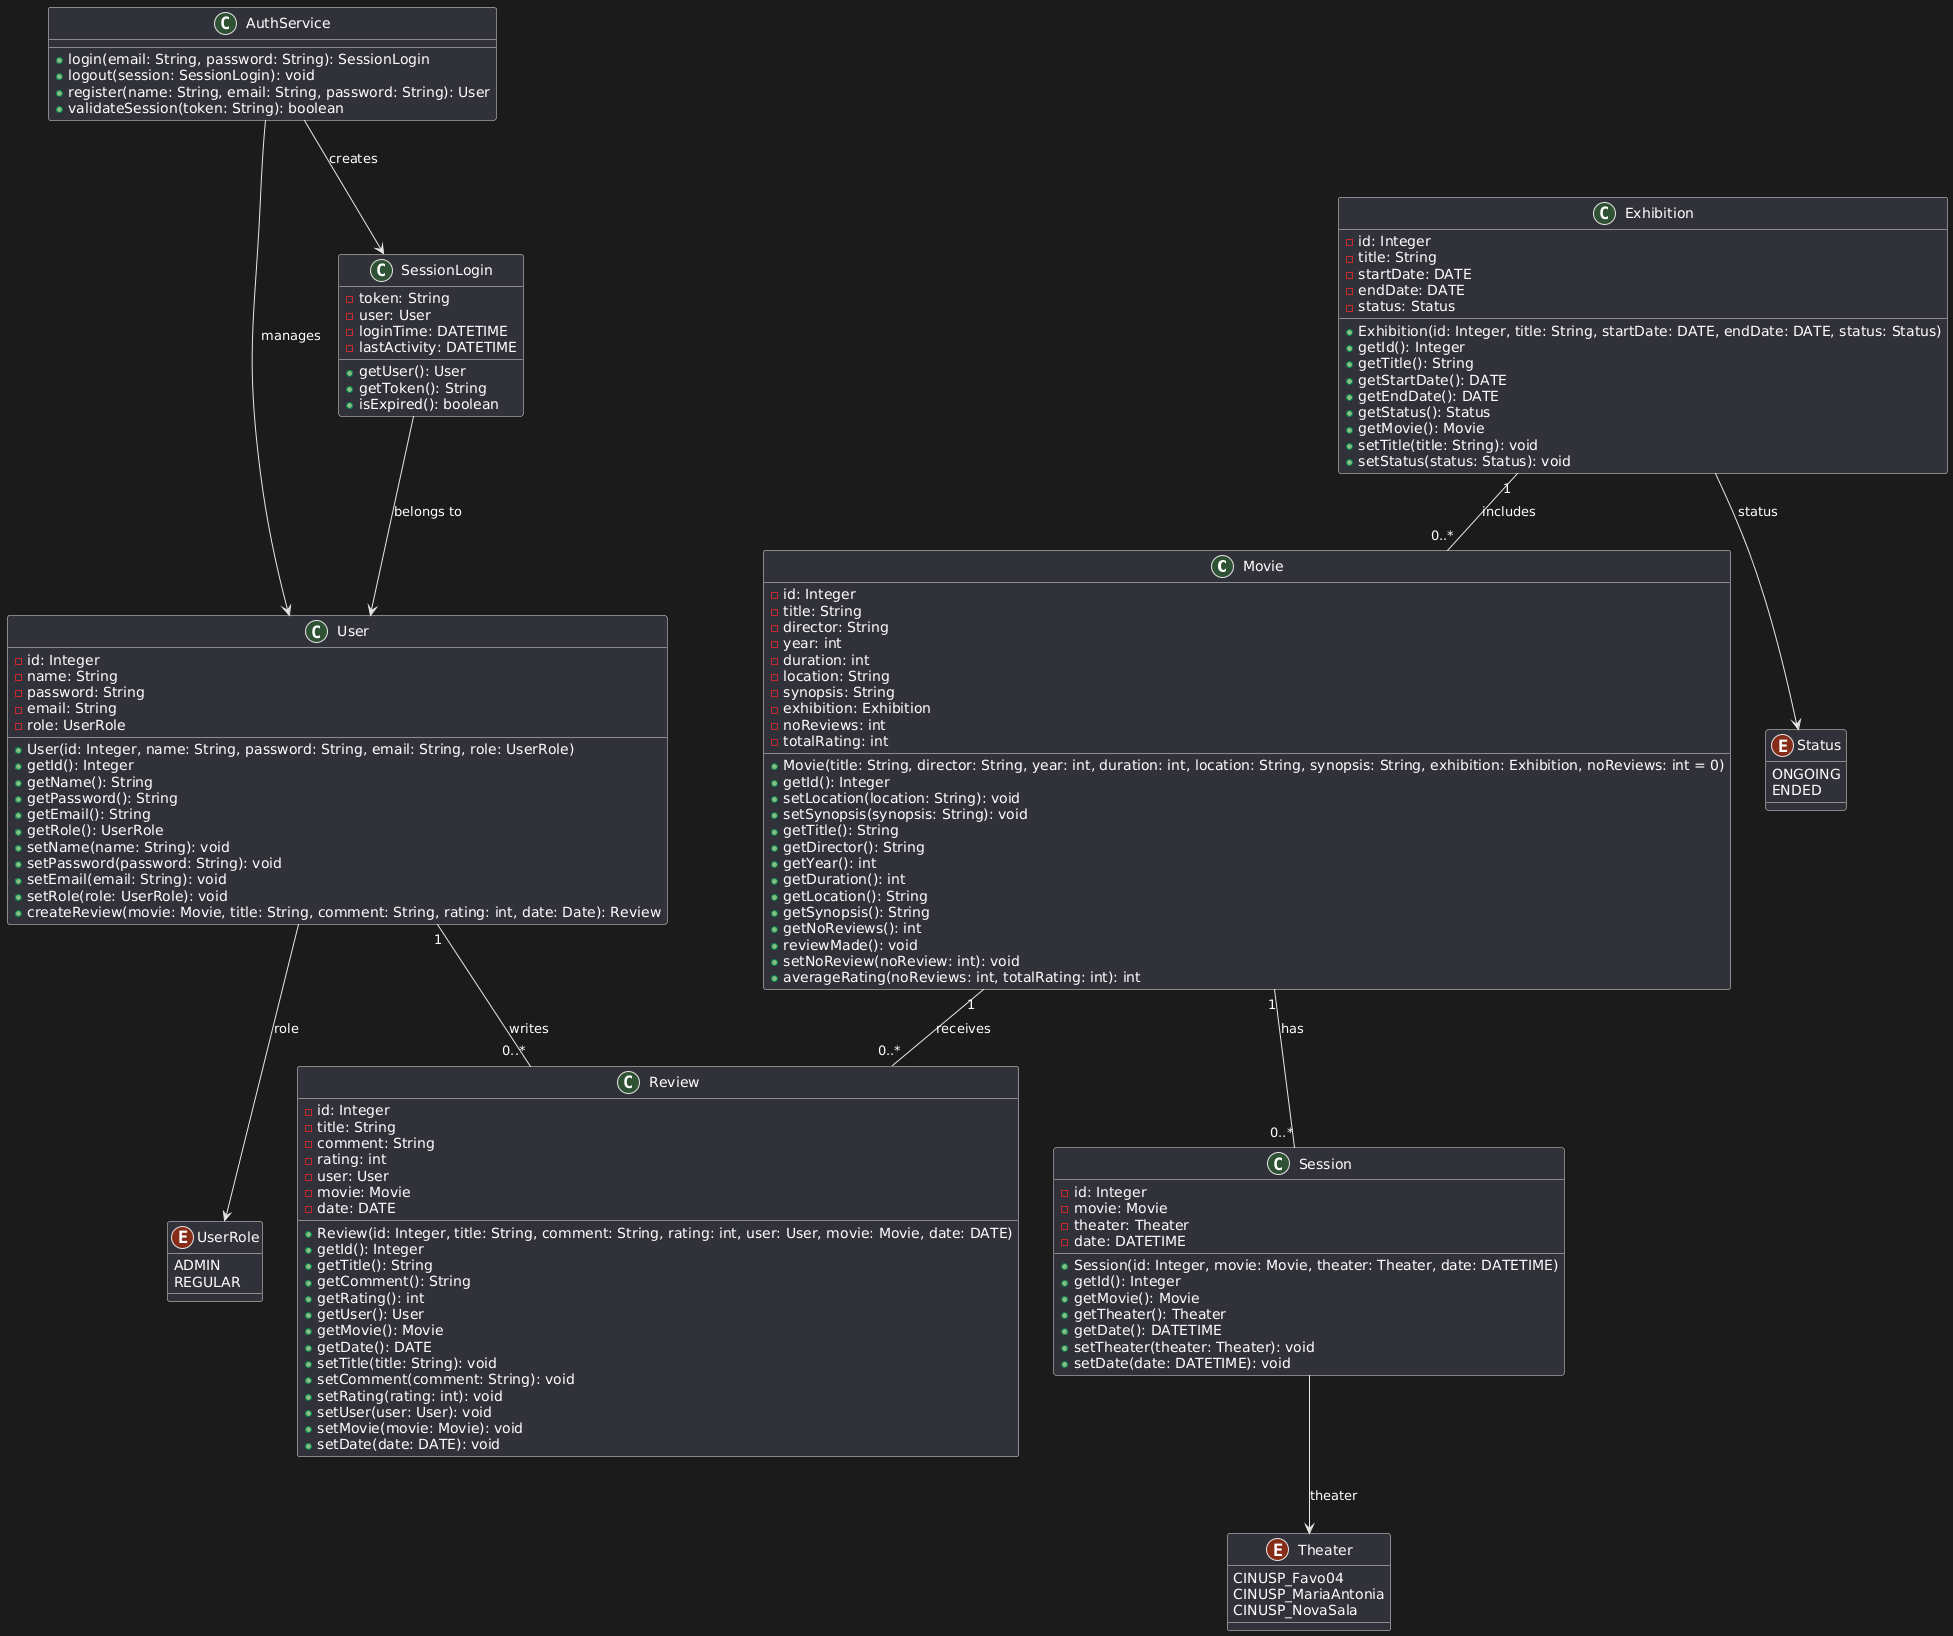 AuthService
login(email: String, password: String): SessionLogin
logout(session: SessionLogin): void
register(name: String, email: String, password: String): User
validateSession(token: String): boolean
creates
manages
SessionLogin
token: String
user: User
loginTime: DATETIME
lastActivity: DATETIME
getUser(): User
getToken(): String
isExpired(): boolean
belongs to
Exhibition
id: Integer
title: String
startDate: DATE
endDate: DATE
status: Status
Exhibition(id: Integer, title: String, startDate: DATE, endDate: DATE, status: Status)
getId(): Integer
getTitle(): String
getStartDate(): DATE
getEndDate(): DATE
getStatus(): Status
getMovie(): Movie
setTitle(title: String): void
setStatus(status: Status): void
1
includes
0..*
status
User
id: Integer
name: String
password: String
email: String
role: UserRole
User(id: Integer, name: String, password: String, email: String, role: UserRole)
getId(): Integer
getName(): String
getPassword(): String
getEmail(): String
getRole(): UserRole
setName(name: String): void
setPassword(password: String): void
setEmail(email: String): void
setRole(role: UserRole): void
createReview(movie: Movie, title: String, comment: String, rating: int, date: Date): Review
Movie
id: Integer
title: String
director: String
year: int
duration: int
location: String
synopsis: String
exhibition: Exhibition
noReviews: int
totalRating: int
Movie(title: String, director: String, year: int, duration: int, location: String, synopsis: String, exhibition: Exhibition, noReviews: int = 0)
getId(): Integer
setLocation(location: String): void
setSynopsis(synopsis: String): void
getTitle(): String
getDirector(): String
getYear(): int
getDuration(): int
getLocation(): String
getSynopsis(): String
getNoReviews(): int
reviewMade(): void
setNoReview(noReview: int): void
averageRating(noReviews: int, totalRating: int): int
Status
ONGOING
ENDED
role
1
writes
0..*
1
receives
0..*
1
has
0..*
UserRole
ADMIN
REGULAR
Review
id: Integer
title: String
comment: String
rating: int
user: User
movie: Movie
date: DATE
Review(id: Integer, title: String, comment: String, rating: int, user: User, movie: Movie, date: DATE)
getId(): Integer
getTitle(): String
getComment(): String
getRating(): int
getUser(): User
getMovie(): Movie
getDate(): DATE
setTitle(title: String): void
setComment(comment: String): void
setRating(rating: int): void
setUser(user: User): void
setMovie(movie: Movie): void
setDate(date: DATE): void
Session
id: Integer
movie: Movie
theater: Theater
date: DATETIME
Session(id: Integer, movie: Movie, theater: Theater, date: DATETIME)
getId(): Integer
getMovie(): Movie
getTheater(): Theater
getDate(): DATETIME
setTheater(theater: Theater): void
setDate(date: DATETIME): void
theater
Theater
CINUSP_Favo04
CINUSP_MariaAntonia
CINUSP_NovaSala